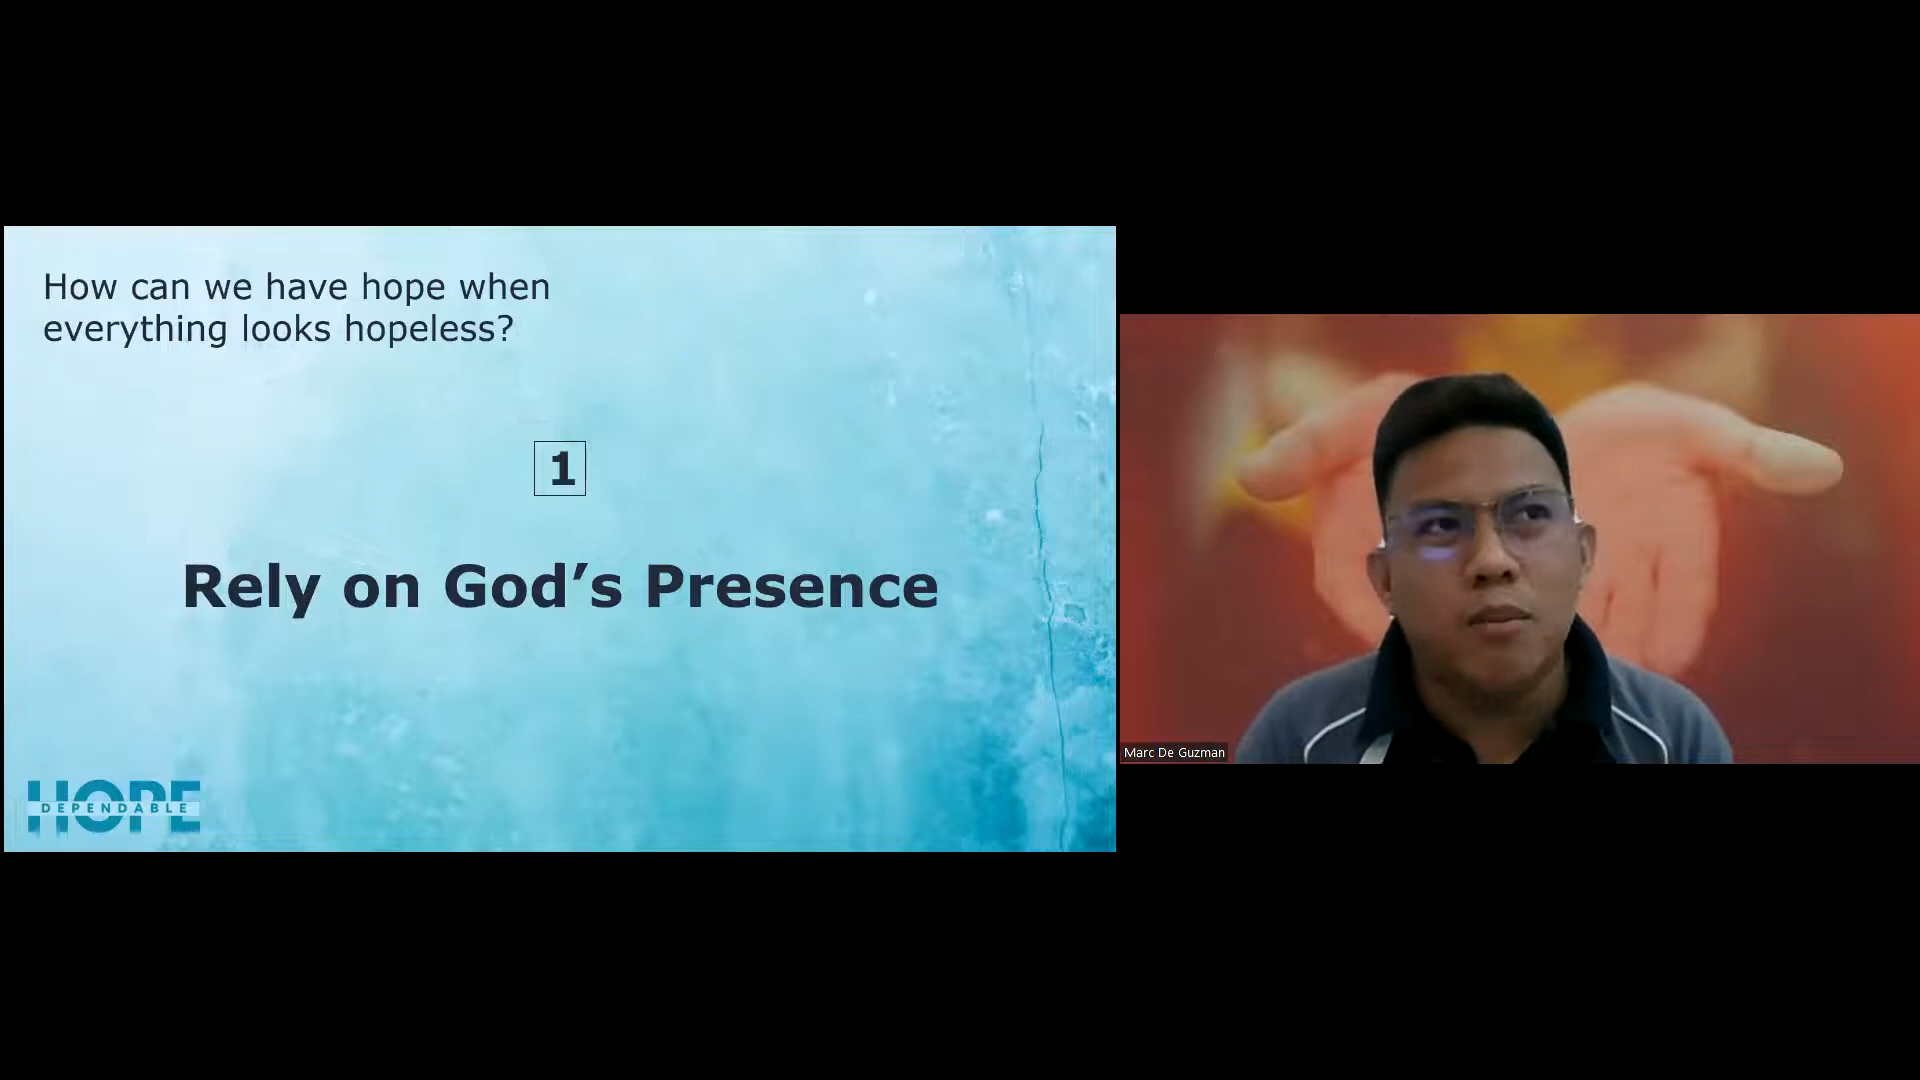 How can we have hope when
everything looks hopeless?
1
Rely on God’s Presence
HOPE
DEPENDABLE
Marc De Guzman